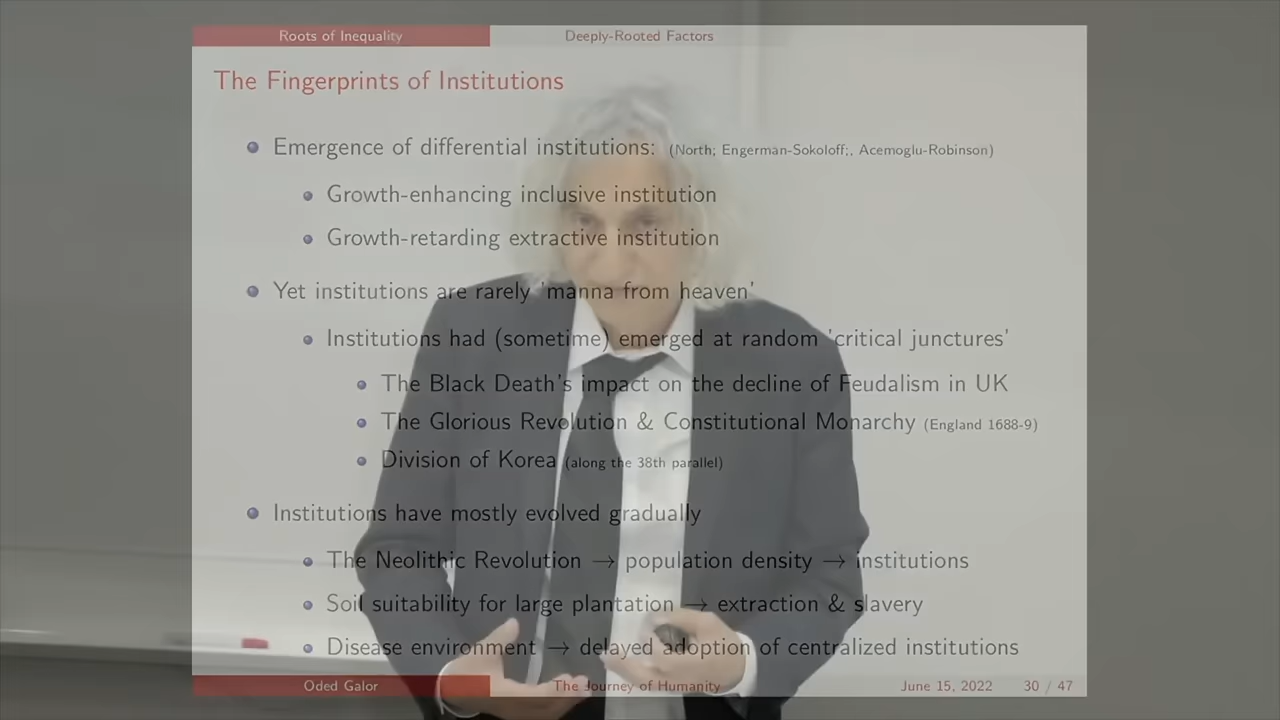 Roots of Inequality Deeply-Rooted Factors
The Fingerprints of Institutions
Emergence of differential institutions: (North; Engerman-Sokoloff;, Acemoglu-Robinson)
Growth-enhancing inclusive institution
Growth-retarding extractive institution
Yet institutions are rarely 'manna from heaven'
Institutions had (sometime) emerged at random 'critical junctures'
The Black Death's impact on the decline of Feudalism in UK
The Glorious Revolution & Constitutional Monarchy (England 1688-9)
Division of Korea (along the 38th parallel)
Institutions have mostly evolved gradually
The Neolithic Revolution → population density → institutions
Soil suitability for large plantation → extraction & slavery
Disease environment → delayed adoption of centralized institutions
Oded Galor The Journey of Humanity June 15, 2022 30 / 47